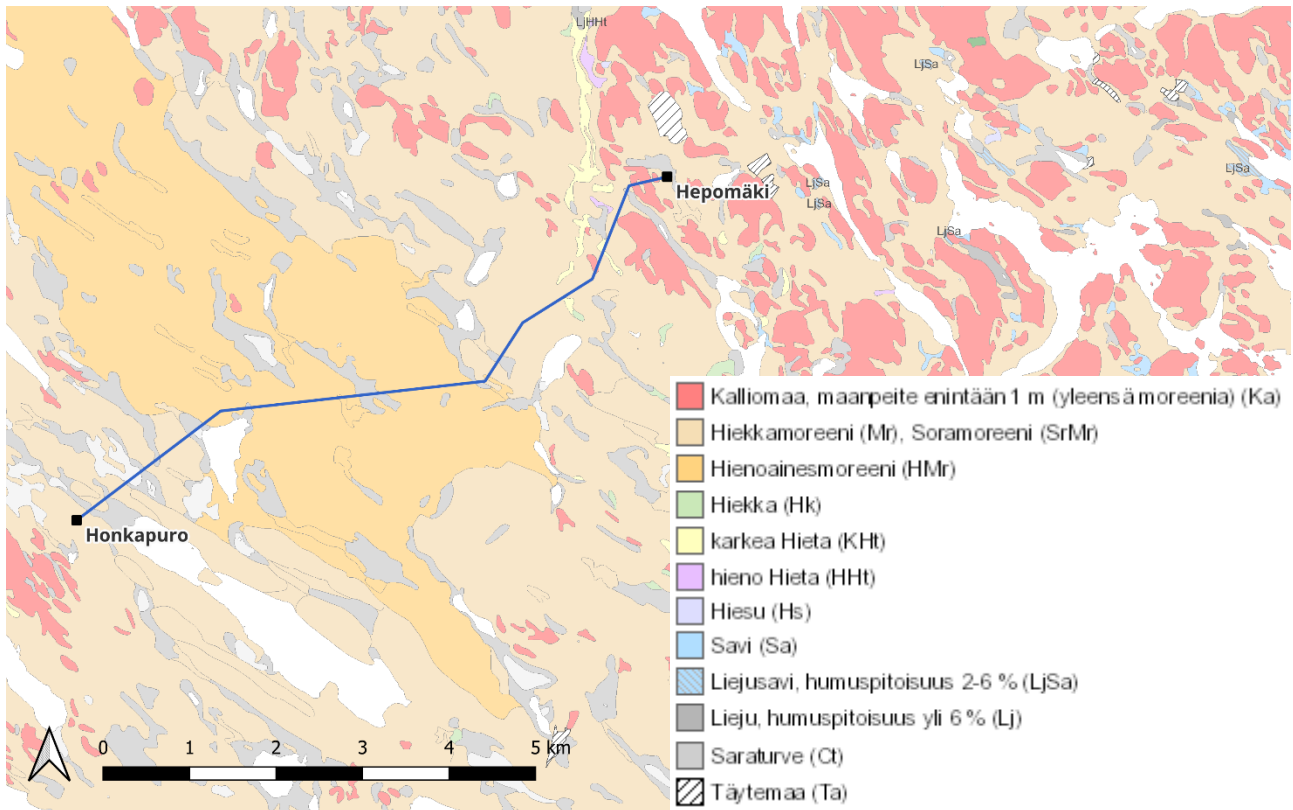 LjHHt
LjSa
LjSa
LjSa
LjSa
LjSa
Hepomäki
Honkapuro
0 1 2 3 4 5 km
Kalliomaa, maanpeite enintään 1 m (yleensä moreenia) (Ka)
Hiekkamoreeni (Mr), Soramoreeni (SrMr)
Hienoainesmoreeni (HMr)
Hiekka (Hk)
karkea Hieta (KHt)
hieno Hieta (HHt)
Hiesu (Hs)
Savi (Sa)
Liejusavi, humuspitoisuus 2-6 % (LjSa)
Lieju, humuspitoisuus yli 6 % (Lj)
Saraturve (Ct)
Täytemaa (Ta)